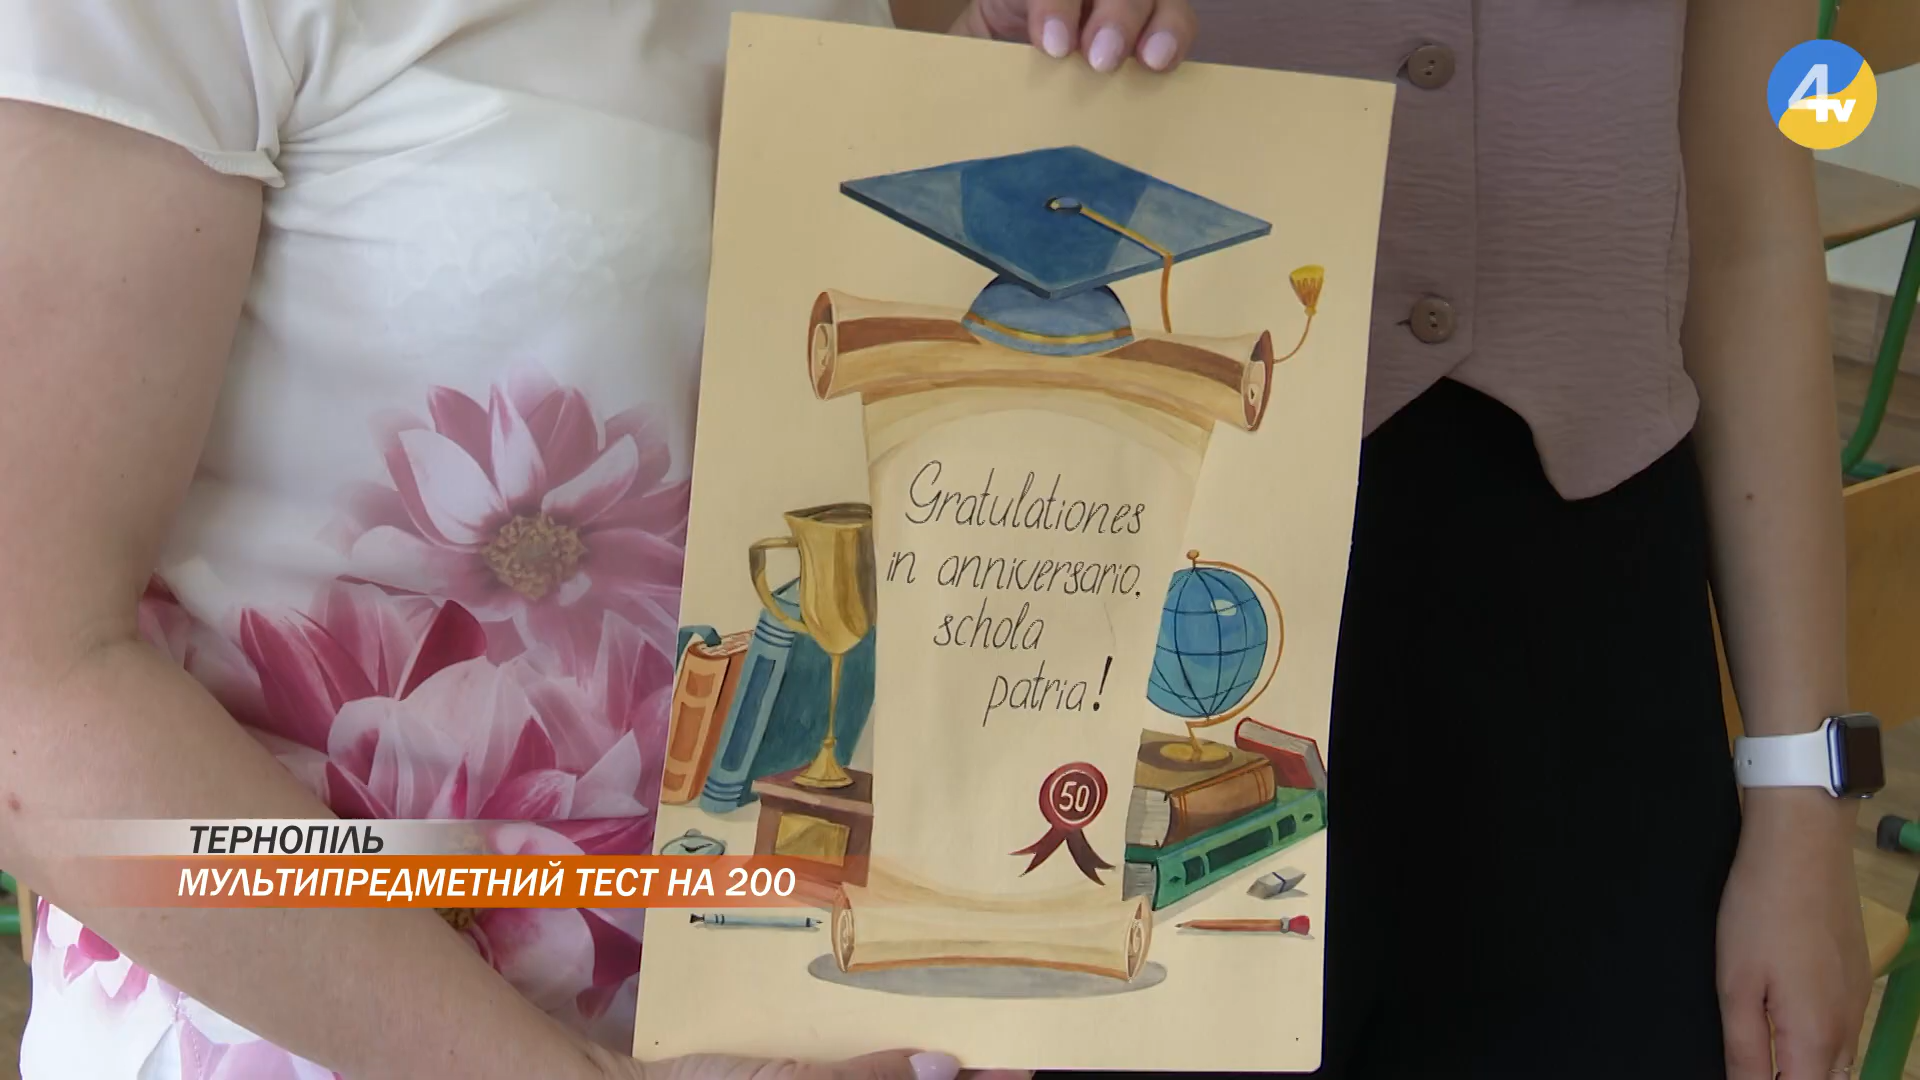 4tv
Gratulationes
in anniversario,
schola
patria!
50
ТЕРНОПІЛЬ
МУЛЬТИПРЕДМЕТНИЙ ТЕСТ НА 200